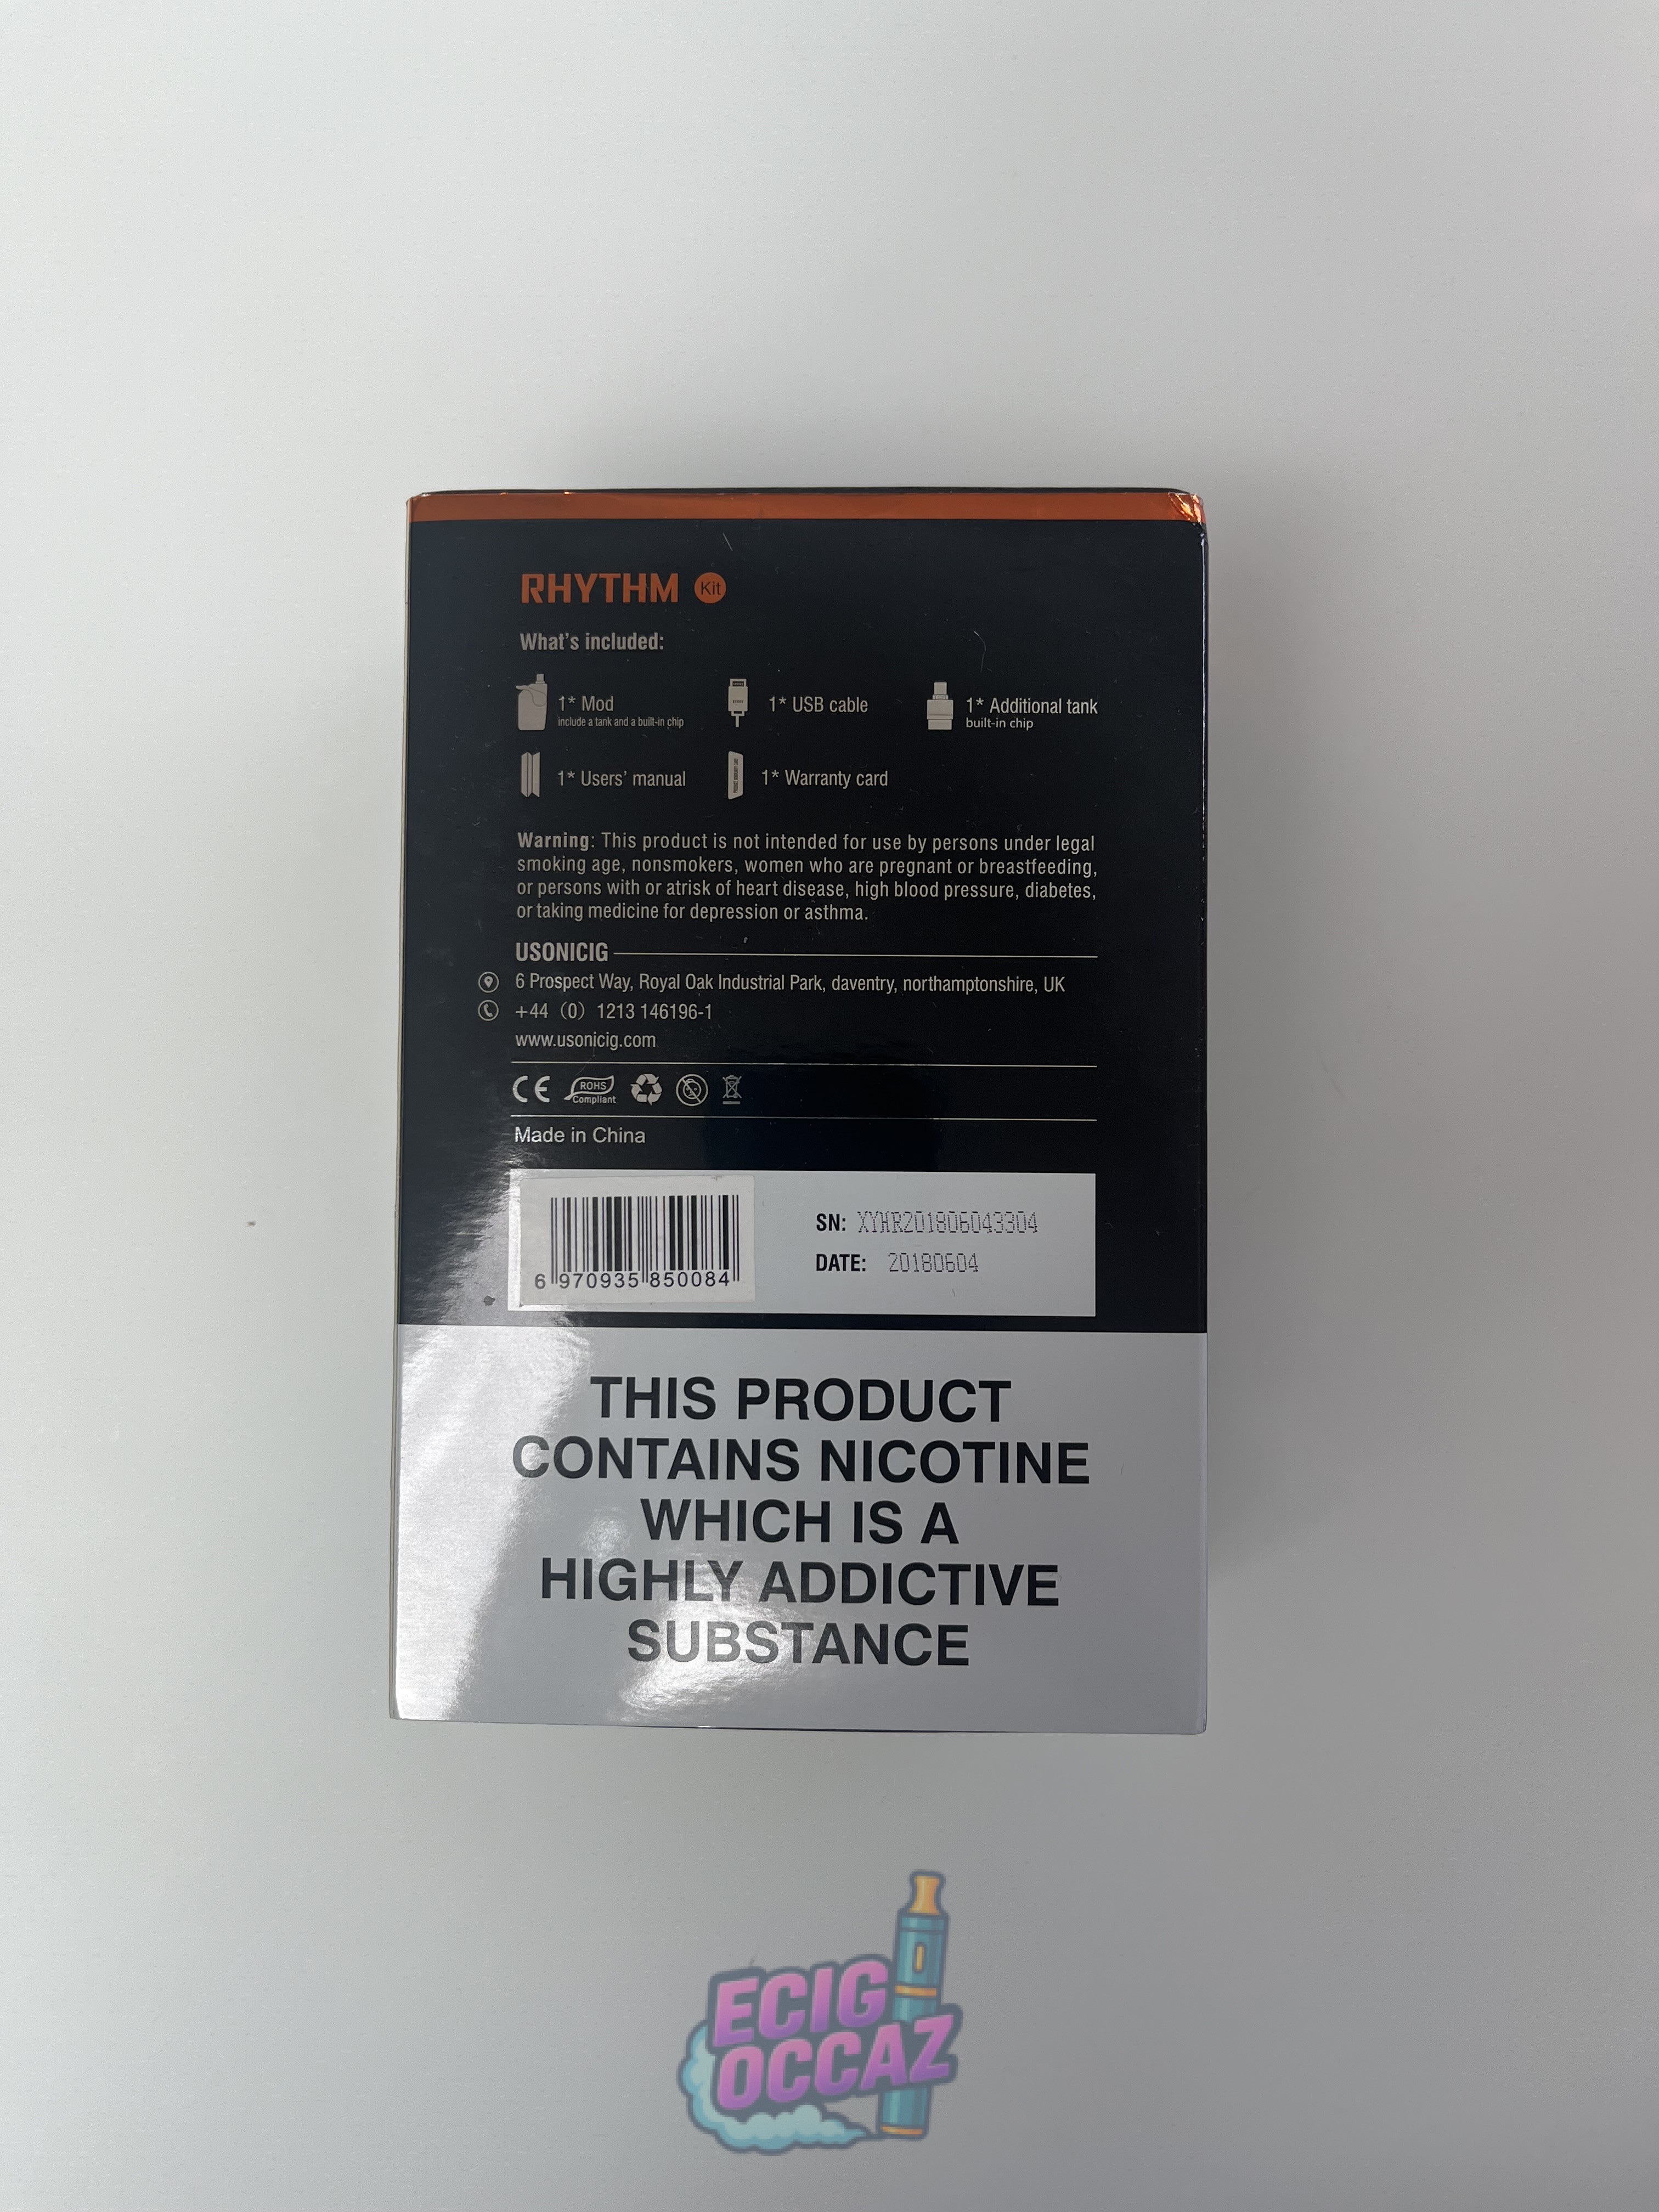 RHYTHM Kit
What's included:
1* Mod
include a tank and a built-in chip
1* USB cable
1* Additional tank
built-in chip
1* Users' manual
1* Warranty card
Warning: This product is not intended for use by persons under legal
smoking age, nonsmokers, women who are pregnant or breastfeeding,
or persons with or atrisk of heart disease, high blood pressure, diabetes,
or taking medicine for depression or asthma.
USONICIG
6 Prospect Way, Royal Oak Industrial Park, daventry, northamptonshire, UK
+44（0）1213 146196-1
www.usonicig.com
CE ROHS
Compliant
Made in China
6 970935 850084
SN: XYHR201806043304
DATE: 20180604
THIS PRODUCT
CONTAINS NICOTINE
WHICH IS A
HIGHLY ADDICTIVE
SUBSTANCE
ECIG
OCCAZ